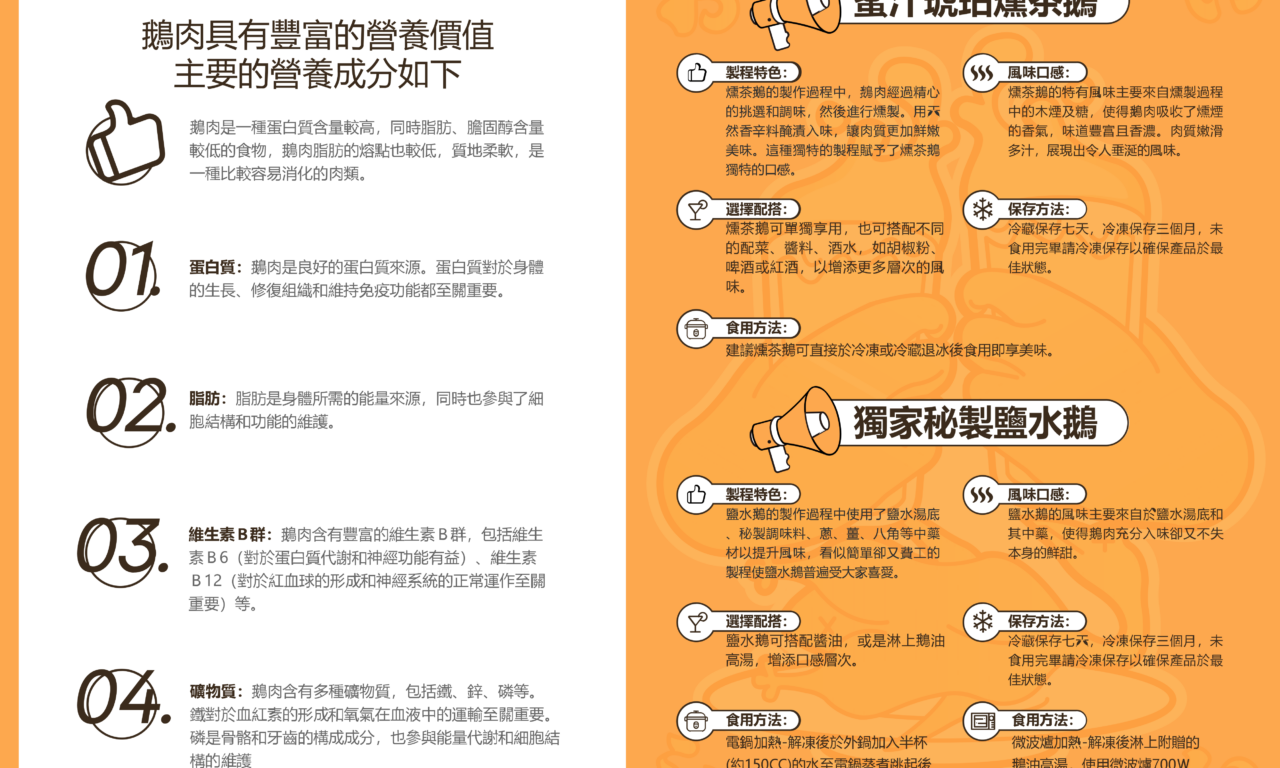 鵝肉具有豐富的營養價值
主要的營養成分如下
鵝肉是一種蛋白質含量較高，同時脂肪、膽固醇含量
較低的食物，鵝肉脂肪的熔點也較低，質地柔軟，是
一種比較容易消化的肉類。
01.
蛋白質：鵝肉是良好的蛋白質來源。蛋白質對於身體
的生長、修復組織和維持免疫功能都至關重要。
02.
脂肪：脂肪是身體所需的能量來源，同時也參與了細
胞結構和功能的維護。
03.
維生素B群：鵝肉含有豐富的維生素B群，包括維生
素B6（對於蛋白質代謝和神經功能有益）、維生素
B12（對於紅血球的形成和神經系統的正常運作至關
重要）等。
04.
礦物質：鵝肉含有多種礦物質，包括鐵、鋅、磷等。
鐵對於血紅素的形成和氧氣在血液中的運輸至關重要。
磷是骨骼和牙齒的構成成分，也參與能量代謝和細胞結
構的維護
蜜汁琥珀燻茶鵝
製程特色：
燻茶鵝的製作過程中，鵝肉經過精心
的挑選和調味，然後進行燻製。用天
然香辛料醃漬入味，讓肉質更加鮮嫩
美味。這種獨特的製程賦予了燻茶鵝
獨特的口感。
風味口感：
燻茶鵝的特有風味主要來自燻製過程
中的木煙及糖，使得鵝肉吸收了燻煙
的香氣，味道豐富且香濃。肉質嫩滑
多汁，展現出令人垂涎的風味。
選擇配搭：
燻茶鵝可單獨享用，也可搭配不同
的配菜、醬料、酒水，如胡椒粉、
啤酒或紅酒，以增添更多層次的風
味。
保存方法：
冷藏保存七天，冷凍保存三個月，未
食用完畢請冷凍保存以確保產品於最
佳狀態。
食用方法：
建議燻茶鵝可直接於冷凍或冷藏退冰後食用即享美味。
獨家秘製鹽水鵝
製程特色：
鹽水鵝的製作過程中使用了鹽水湯底
、秘製調味料、蔥、薑、八角等中藥
材以提升風味，看似簡單卻又費工的
製程使鹽水鵝普遍受大家喜愛。
風味口感：
鹽水鵝的風味主要來自於鹽水湯底和
其中藥，使得鵝肉充分入味卻又不失
本身的鮮甜。
選擇配搭：
鹽水鵝可搭配醬油，或是淋上鵝油
高湯，增添口感層次。
保存方法：
冷藏保存七天，冷凍保存三個月，未
食用完畢請冷凍保存以確保產品於最
佳狀態。
食用方法：
電鍋加熱-解凍後於外鍋加入半杯
(約150CC)的水至電鍋蒸煮跳起後
食用方法：
微波爐加熱-解凍後淋上附贈的
鵝油高湯，使用微波爐700W